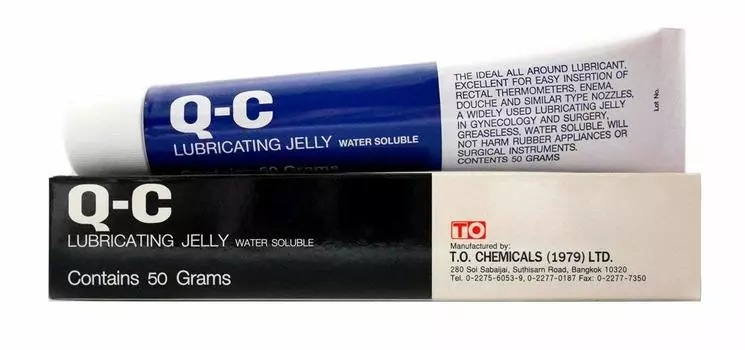 Q-C
LUBRICATING JELLY WATER SOLUBLE
Contains 50 Grams
THE IDEAL ALL AROUND LUBRICANT,
EXCELLENT FOR EASY INSERTION OF
RECTAL THERMOMETERS, ENEMA,
DOUCHE AND SIMILAR TYPE NOZZLES,
A WIDELY USED LUBRICATING JELLY
IN GYNECOLOGY AND SURGERY,
GREASELESS, WATER SOLUBLE, WILL
NOT HARM RUBBER APPLIANCES OR
SURGICAL INSTRUMENTS.
CONTENTS 50 GRAMS
Lot No.
Q-C
LUBRICATING JELLY WATER SOLUBLE
Contains 50 Grams
TO
Manufactured by:
T.O. CHEMICALS (1979) LTD.
280 Soi Sabaijai, Suthisarn Road, Bangkok 10320
Tel. 0-2275-6053-9, 0-2277-0187 Fax: 0-2277-7350